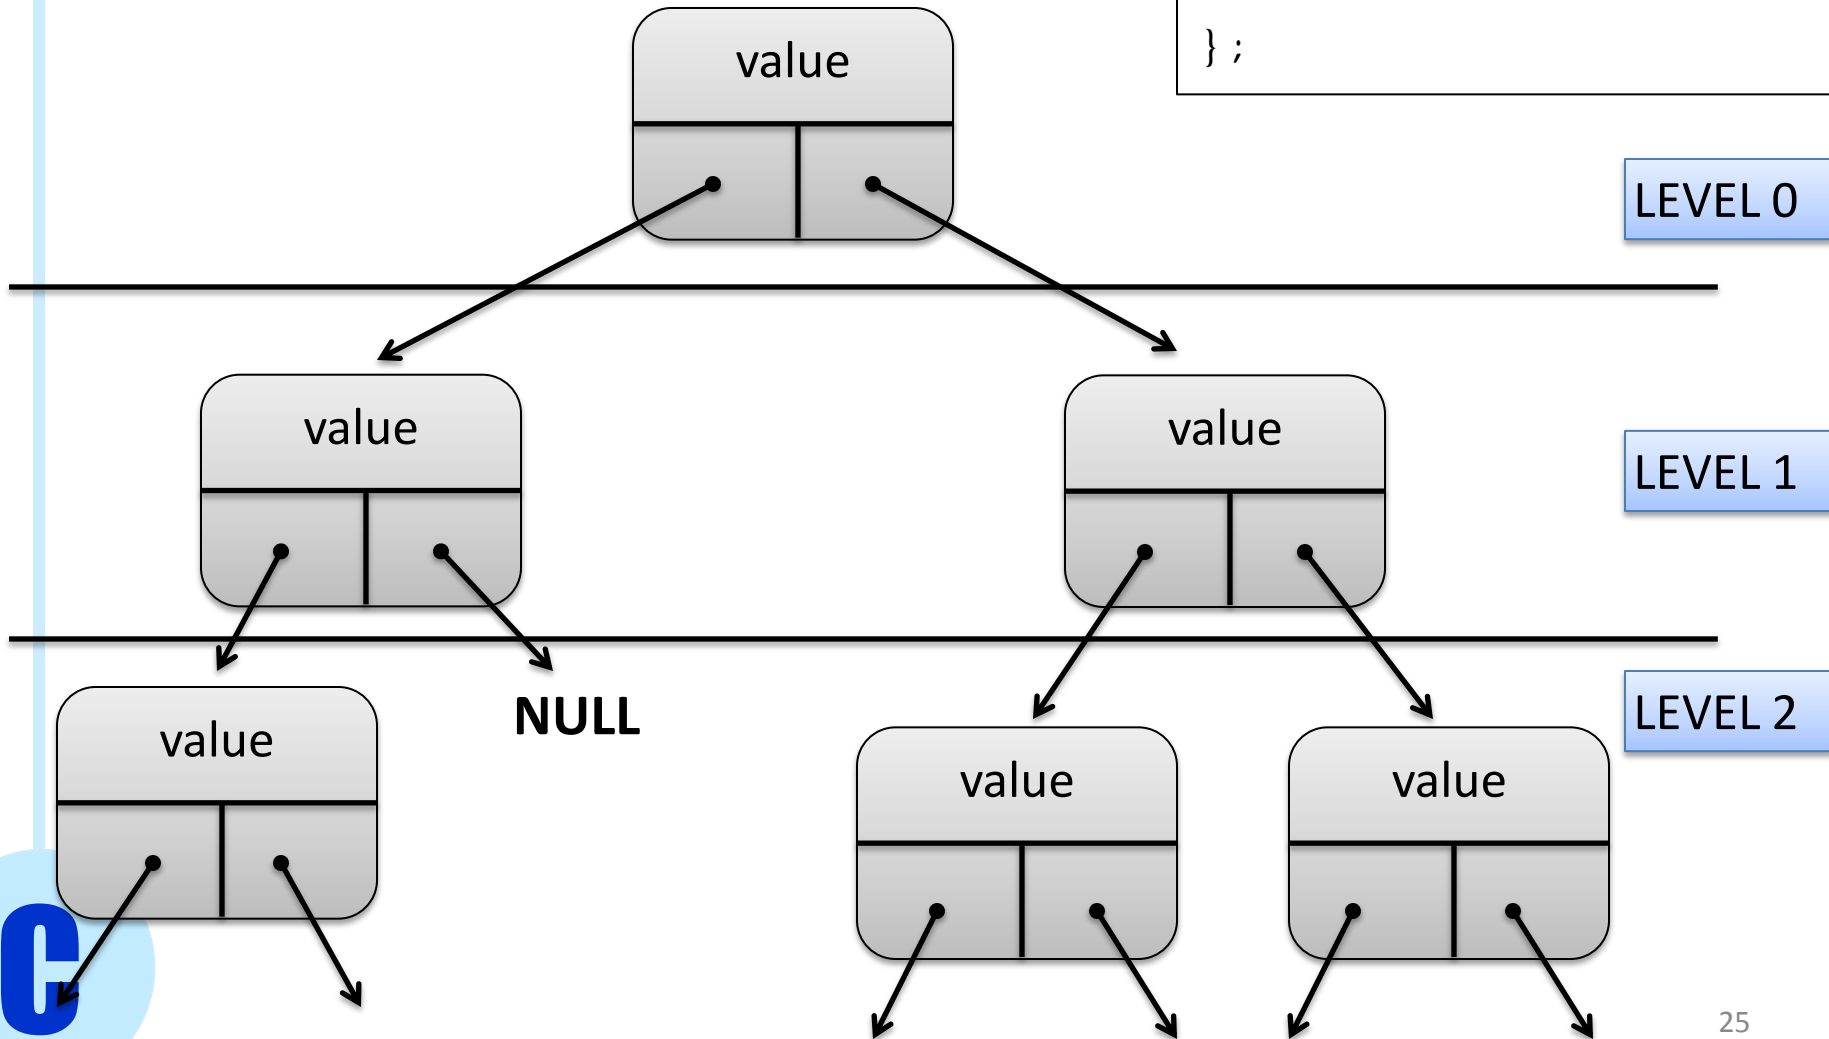 value
} ;
LEVEL 0
value
value
LEVEL 1
NULL
LEVEL 2
value
value
value
C
25